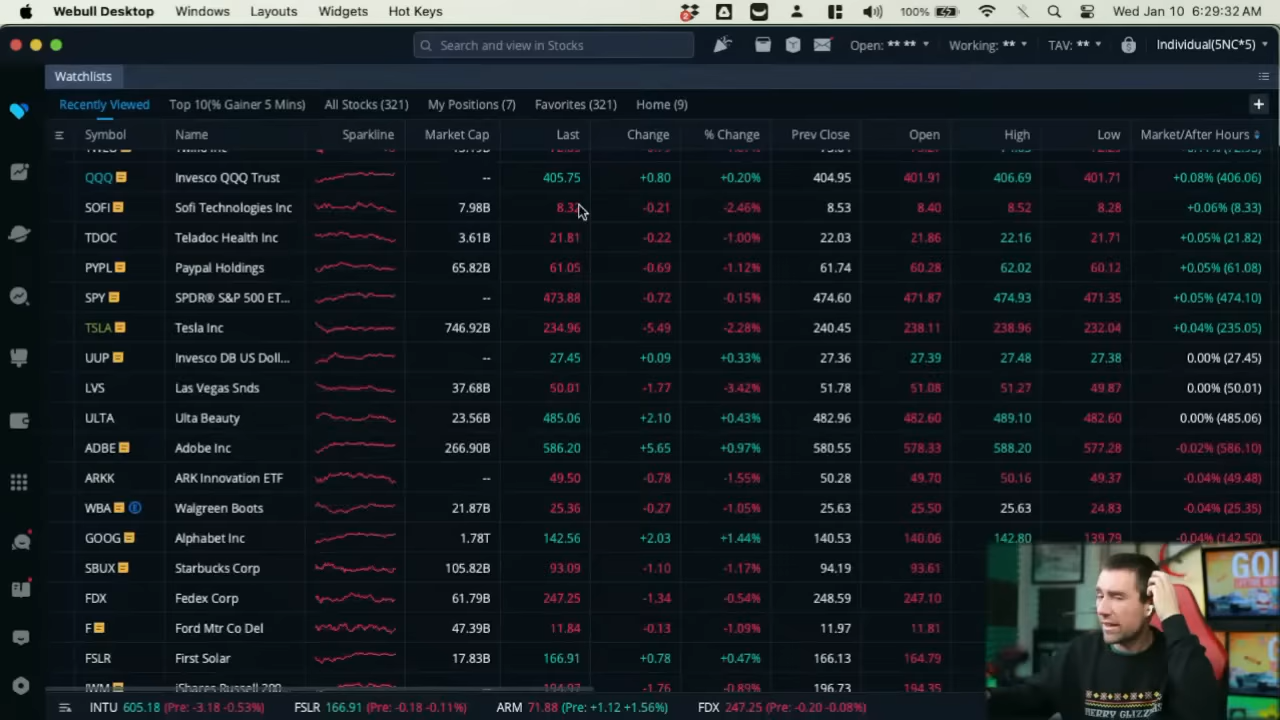 Webull Desktop Windows Layouts Widgets Hot Keys 2 100% Wed Jan 10 6:29:32 AM
Search and view in Stocks Open: ** ** Working: ** TAV: ** Individual(5NC*5)
Watchlists
Recently Viewed Top 10(% Gainer 5 Mins) All Stocks (321) My Positions (7) Favorites (321) Home (9)
Symbol Name Sparkline Market Cap Last Change % Change Prev Close Open High Low Market/After Hours
QQQ Invesco QQQ Trust -- 405.75 +0.80 +0.20% 404.95 401.91 406.69 401.71 +0.08% (406.06)
SOFI Sofi Technologies Inc 7.98B 8.32 -0.21 -2.46% 8.53 8.40 8.52 8.28 +0.06% (8.33)
TDOC Teladoc Health Inc 3.61B 21.81 -0.22 -1.00% 22.03 21.86 22.16 21.71 +0.05% (21.82)
PYPL Paypal Holdings 65.82B 61.05 -0.69 -1.12% 61.74 60.28 62.02 60.12 +0.05% (61.08)
SPY SPDR® S&P 500 ET... -- 473.88 -0.72 -0.15% 474.60 471.87 474.93 471.35 +0.05% (474.10)
TSLA Tesla Inc 746.92B 234.96 -5.49 -2.28% 240.45 238.11 238.96 232.04 +0.04% (235.05)
UUP Invesco DB US Doll... -- 27.45 +0.09 +0.33% 27.36 27.39 27.48 27.38 0.00% (27.45)
LVS Las Vegas Snds 37.68B 50.01 -1.77 -3.42% 51.78 51.08 51.27 49.87 0.00% (50.01)
ULTA Ulta Beauty 23.56B 485.06 +2.10 +0.43% 482.96 482.60 489.10 482.60 0.00% (485.06)
ADBE Adobe Inc 266.90B 586.20 +5.65 +0.97% 580.55 578.33 588.20 577.28 -0.02% (586.10)
ARKK ARK Innovation ETF -- 49.50 -0.78 -1.55% 50.28 49.70 50.16 49.37 -0.04% (49.48)
WBA E Walgreen Boots 21.87B 25.36 -0.27 -1.05% 25.63 25.50 25.63 24.83 -0.04% (25.35)
GOOG Alphabet Inc 1.78T 142.56 +2.03 +1.44% 140.53 140.06 142.80 139.79 -0.04% (142.50)
SBUX Starbucks Corp 105.82B 93.09 -1.10 -1.17% 94.19 93.61
FDX Fedex Corp 61.79B 247.25 -1.34 -0.54% 248.59 247.10
F Ford Mtr Co Del 47.39B 11.84 -0.13 -1.09% 11.97 11.81
FSLR First Solar 17.83B 166.91 +0.78 +0.47% 166.13 164.79
IWM iShares Russell 200... 194.97 -1.76 -0.89% 196.73 194.35
INTU 605.18 (Pre: -3.18 -0.53%) FSLR 166.91 (Pre: -0.18 -0.11%) ARM 71.88 (Pre: +1.12 +1.56%) FDX 247.25 (Pre: -0.20 -0.08%)